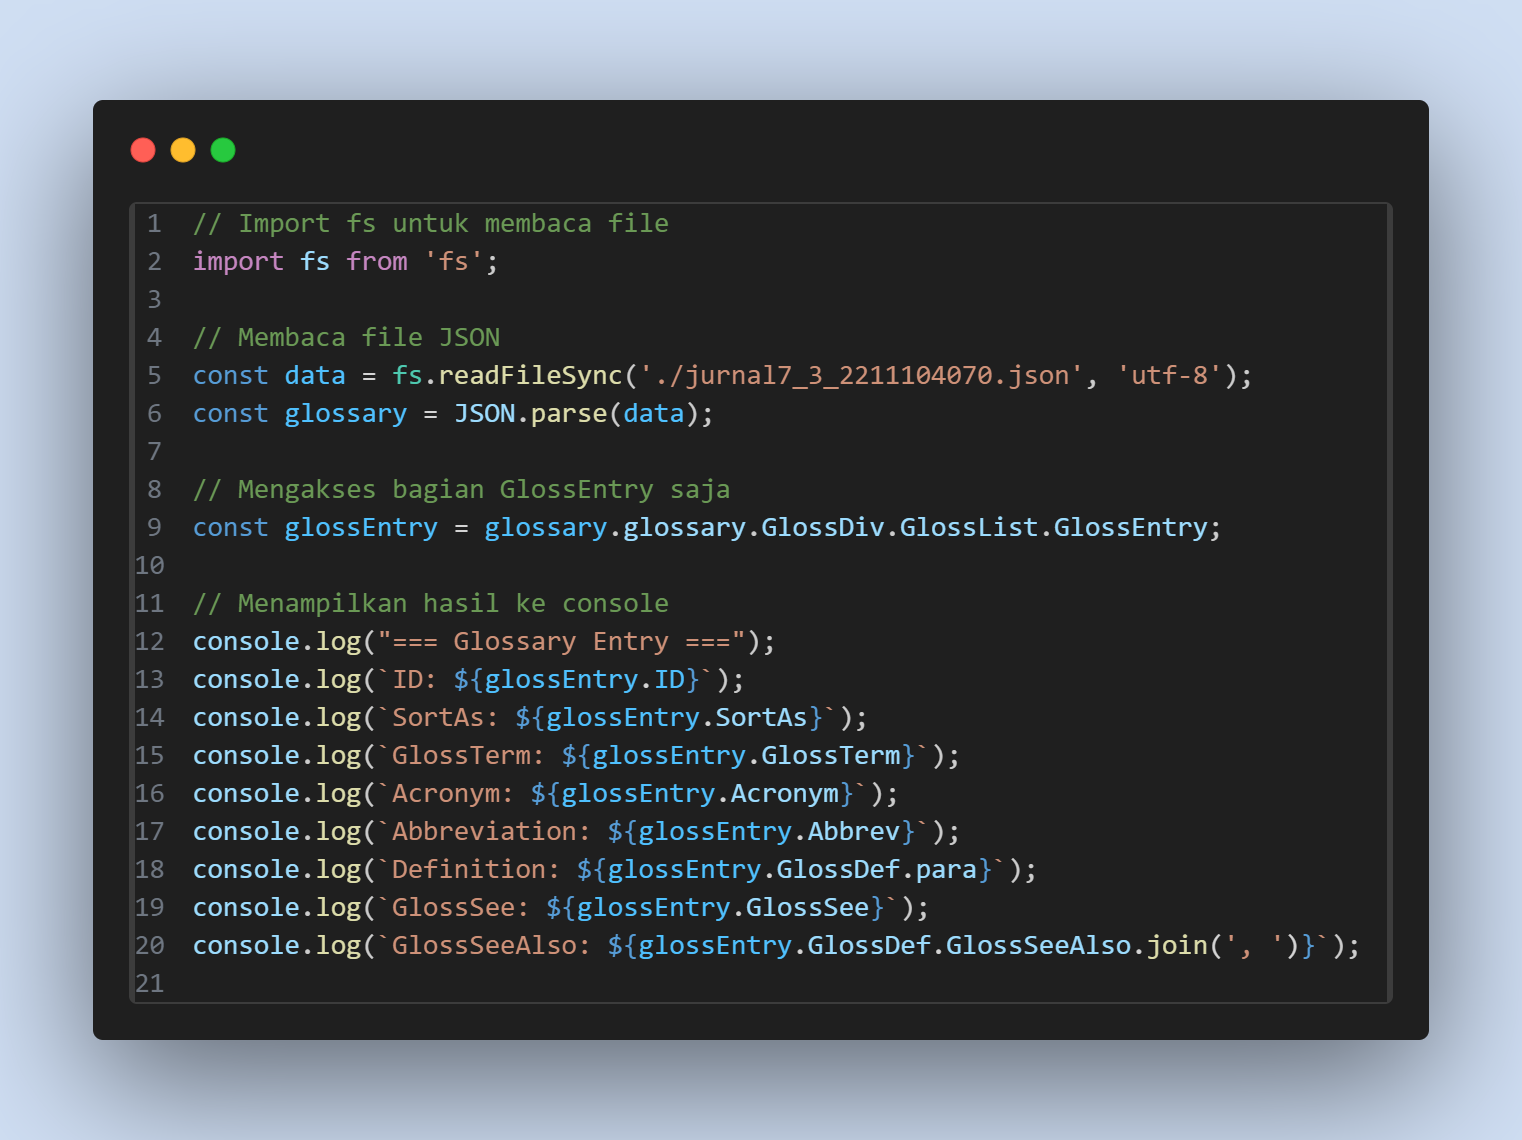 1 // Import fs untuk membaca file
2 import fs from 'fs';
3
4 // Membaca file JSON
5 const data = fs.readFileSync('./jurnal7_3_2211104070.json', 'utf-8');
6 const glossary = JSON.parse(data);
7
8 // Mengakses bagian GlossEntry saja
9 const glossEntry = glossary.glossary.GlossDiv.GlossList.GlossEntry;
10
11 // Menampilkan hasil ke console
12 console.log("=== Glossary Entry ===");
13 console.log(`ID: ${glossEntry.ID}`);
14 console.log(`SortAs: ${glossEntry.SortAs}`);
15 console.log(`GlossTerm: ${glossEntry.GlossTerm}`);
16 console.log(`Acronym: ${glossEntry.Acronym}`);
17 console.log(`Abbreviation: ${glossEntry.Abbrev}`);
18 console.log(`Definition: ${glossEntry.GlossDef.para}`);
19 console.log(`GlossSee: ${glossEntry.GlossSee}`);
20 console.log(`GlossSeeAlso: ${glossEntry.GlossDef.GlossSeeAlso.join(', ')}`);
21